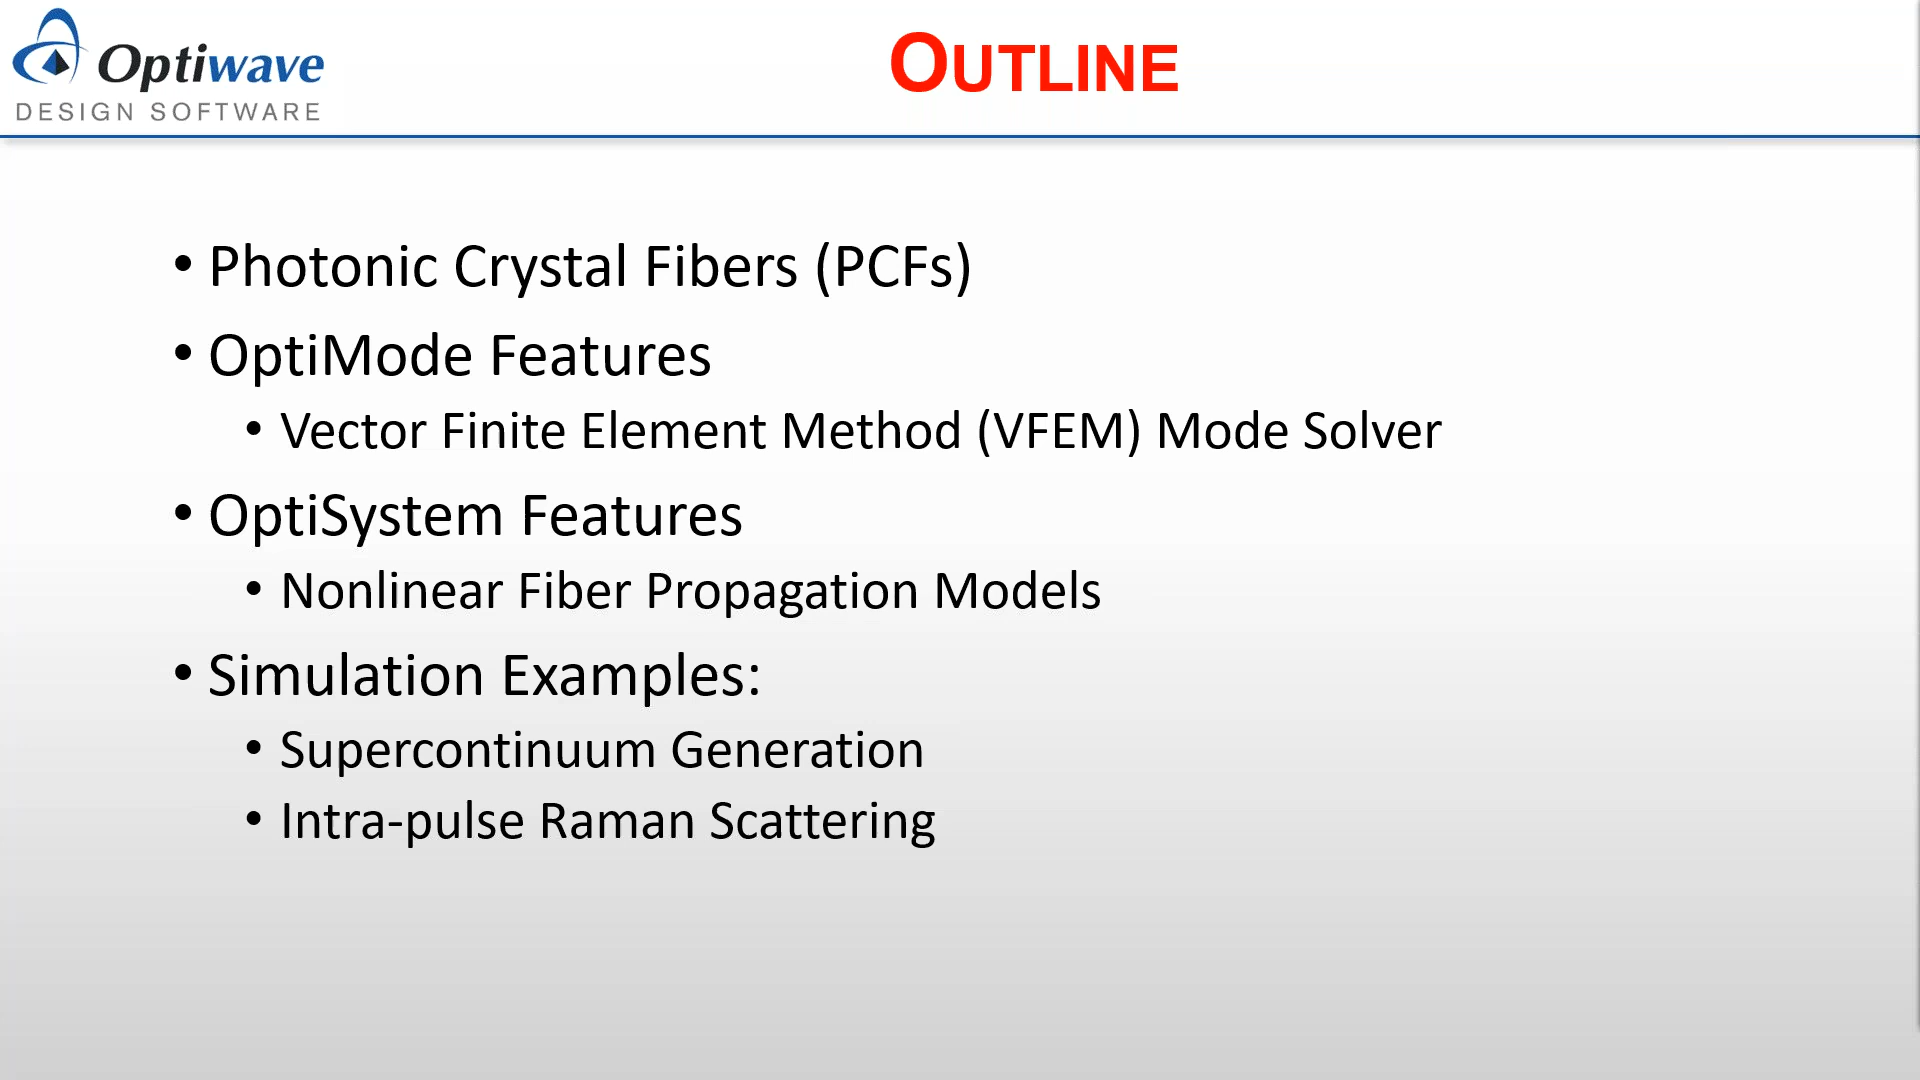 Optiwave
DESIGN SOFTWARE
OUTLINE
• Photonic Crystal Fibers (PCFs)
• OptiMode Features
• Vector Finite Element Method (VFEM) Mode Solver
• OptiSystem Features
• Nonlinear Fiber Propagation Models
• Simulation Examples:
• Supercontinuum Generation
• Intra-pulse Raman Scattering